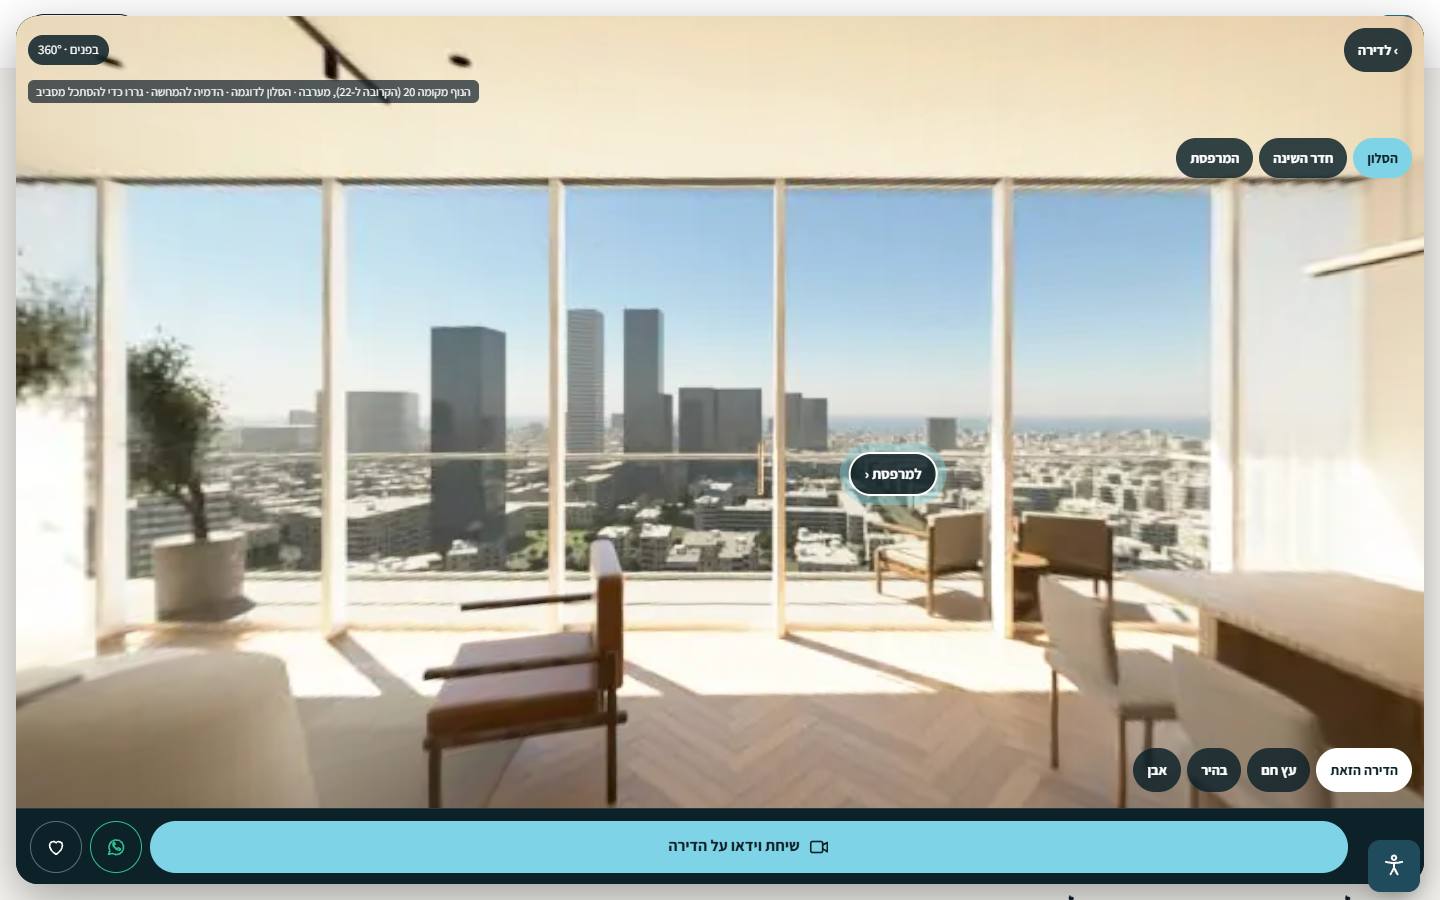 ‹ לדירה
בפנים · 360°
הנוף מקומה 20 (הקרובה ל-22), מערבה · הסלון לדוגמה · הדמיה להמחשה · גררו כדי להסתכל מסביב
הסלון
חדר השינה
המרפסת
למרפסת ‹
הדירה הזאת
עץ חם
בהיר
אבן
שיחת וידאו על הדירה